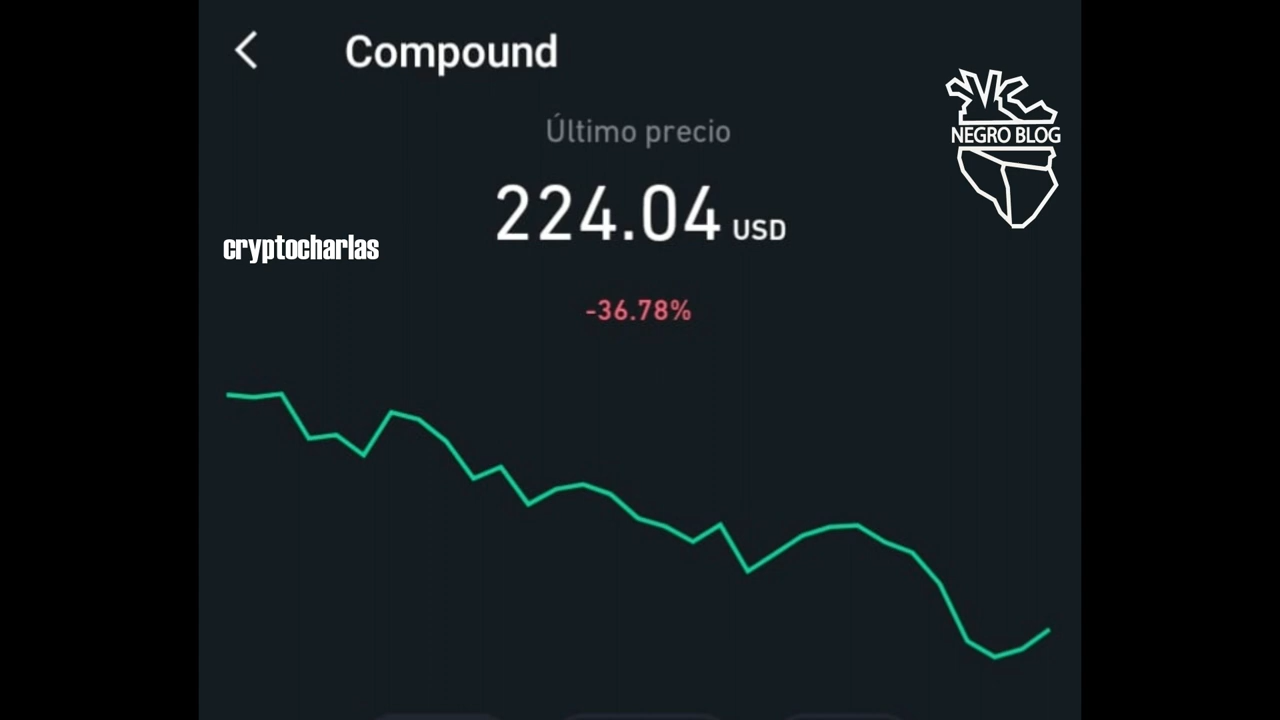 Compound
Último precio
NEGRO BLOG
224.04 USD
cryptocharlas
-36.78%